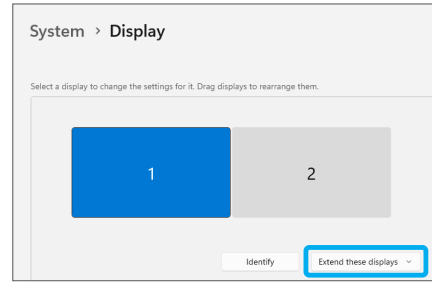 System > Display
Select a display to change the settings for it. Drag displays to rearrange them.
1
2
Identify
Extend these displays